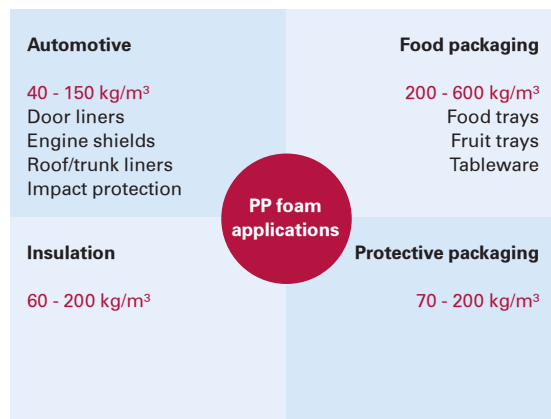 Automotive
40 - 150 kg/m³
Door liners
Engine shields
Roof/trunk liners
Impact protection
Food packaging
200 - 600 kg/m³
Food trays
Fruit trays
Tableware
PP foam
applications
Insulation
60 - 200 kg/m³
Protective packaging
70 - 200 kg/m³